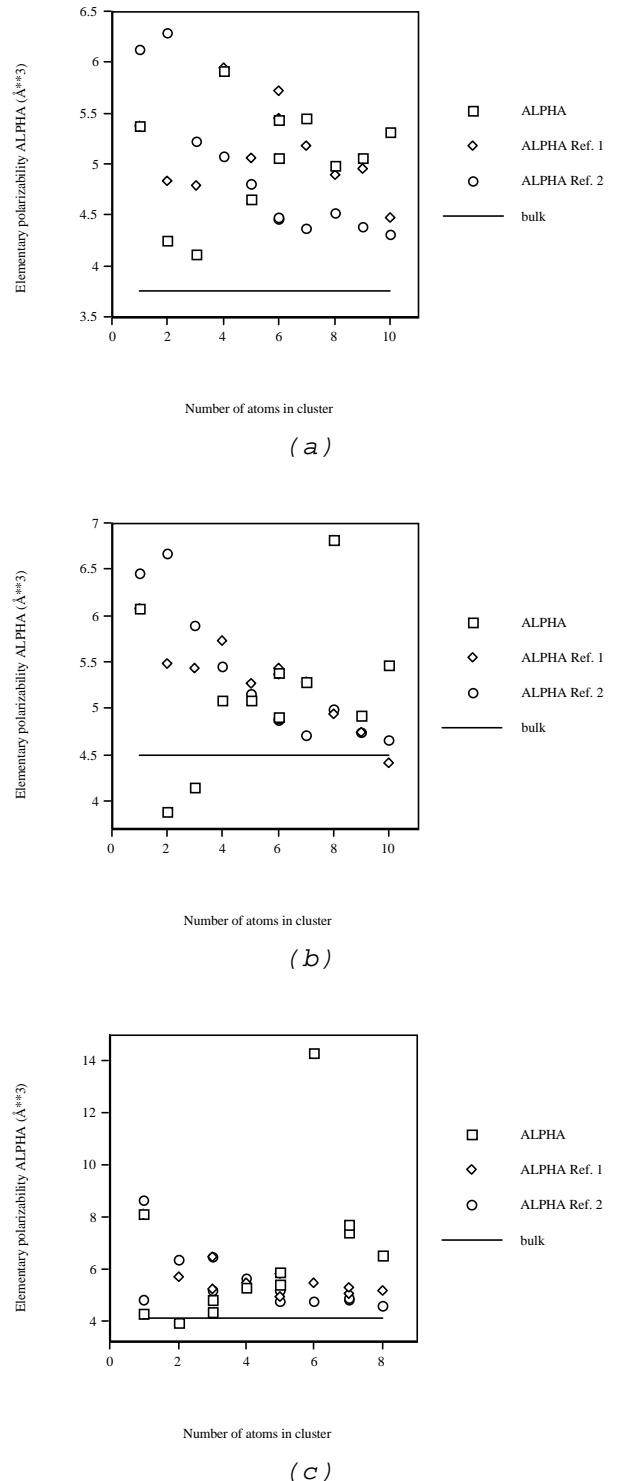 Elementary polarizability ALPHA (Å**3)
6.5
6
5.5
5
4.5
4
3.5
0 2 4 6 8 10
Number of atoms in cluster
ALPHA
ALPHA Ref. 1
ALPHA Ref. 2
bulk
(a)
Elementary polarizability ALPHA (Å**3)
7
6.5
6
5.5
5
4.5
4
0 2 4 6 8 10
Number of atoms in cluster
ALPHA
ALPHA Ref. 1
ALPHA Ref. 2
bulk
(b)
Elementary polarizability ALPHA (Å**3)
14
12
10
8
6
4
0 2 4 6 8
Number of atoms in cluster
ALPHA
ALPHA Ref. 1
ALPHA Ref. 2
bulk
(c)